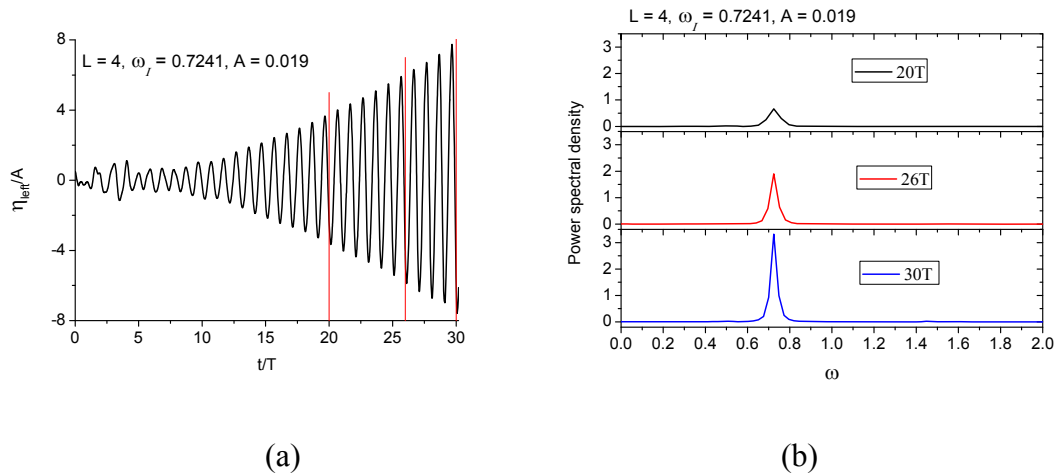 L = 4, ω_I = 0.7241, A = 0.019
η_left/A
8
4
0
-4
-8
0 5 10 15 20 25 30
t/T
(a)
L = 4, ω_I = 0.7241, A = 0.019
Power spectral density
3
2
1
0
20T
3
2
1
0
26T
3
2
1
0
30T
0.0 0.2 0.4 0.6 0.8 1.0 1.2 1.4 1.6 1.8 2.0
ω
(b)